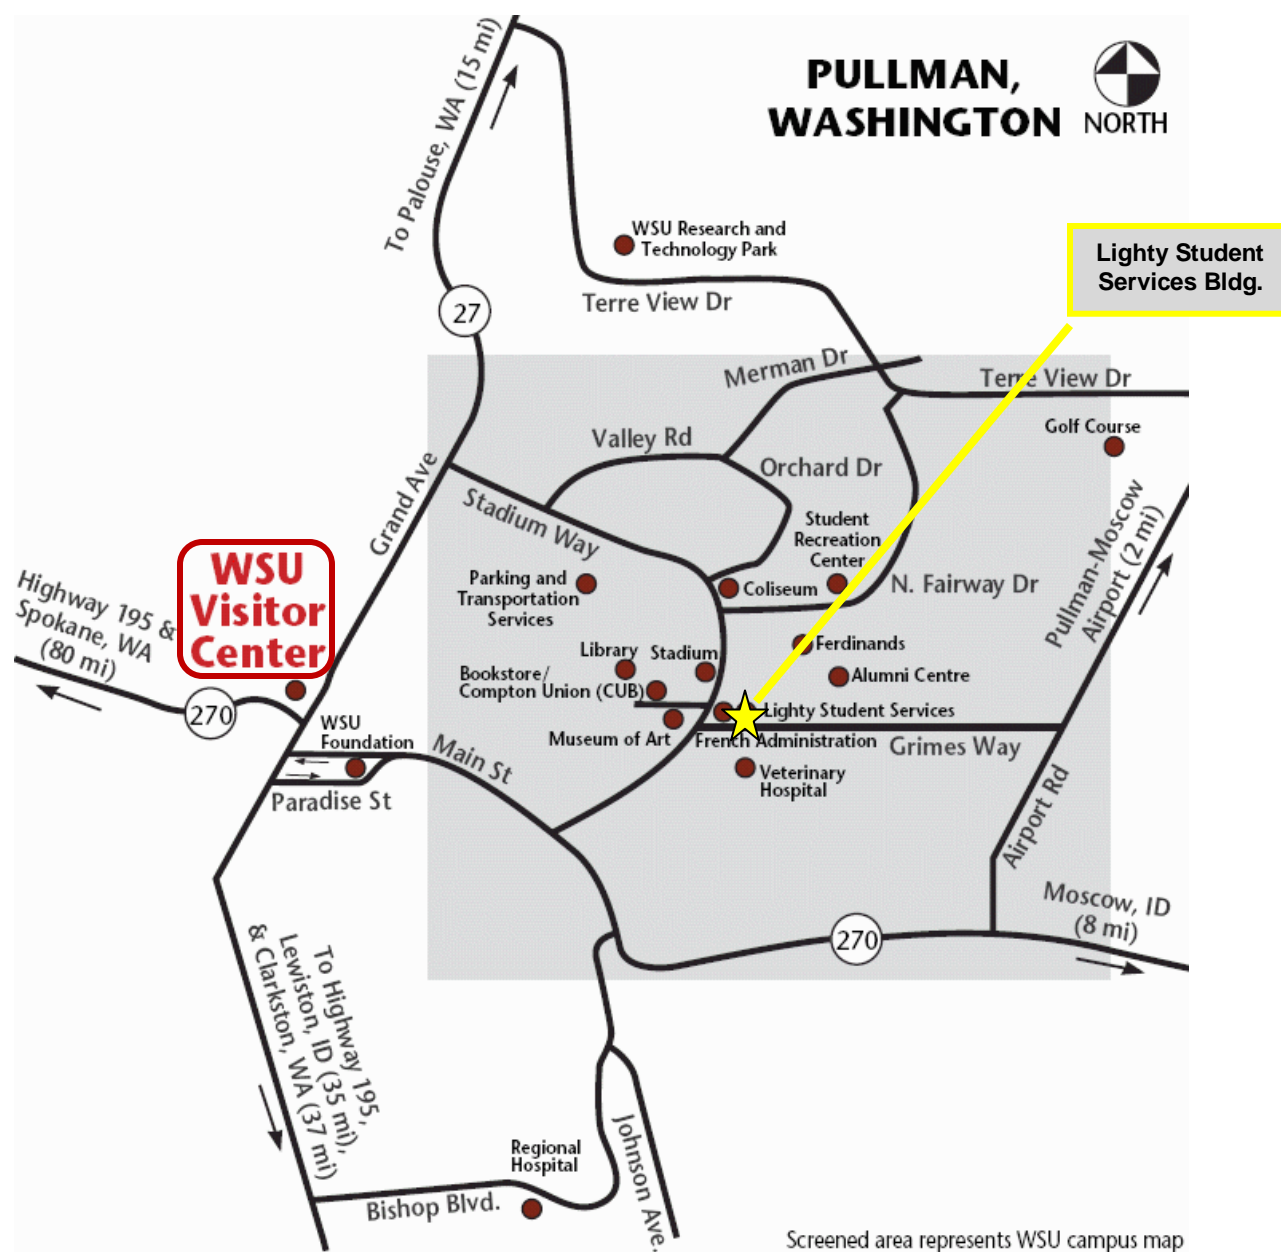 PULLMAN,
WASHINGTON
NORTH
To Palouse, WA (15 mi)
WSU Research and
Technology Park
Lighty Student
Services Bldg.
Terre View Dr
27
Merman Dr
Terre View Dr
Golf Course
Valley Rd
Orchard Dr
Grand Ave
Stadium Way
Student
Recreation
Center
Pullman-Moscow
Airport (2 mi)
WSU
Visitor
Center
Highway 195 &
Spokane, WA
(80 mi)
Parking and
Transportation
Services
Coliseum
N. Fairway Dr
Library
Stadium
Ferdinands
Bookstore/
Compton Union (CUB)
Alumni Centre
270
WSU
Foundation
Main St
Museum of Art
Lighty Student Services
French Administration
Grimes Way
Veterinary
Hospital
Paradise St
Airport Rd
Moscow, ID
(8 mi)
270
To Highway 195,
Lewiston, ID (35 mi),
& Clarkston, WA (37 mi)
Johnson Ave.
Regional
Hospital
Bishop Blvd.
Screened area represents WSU campus map